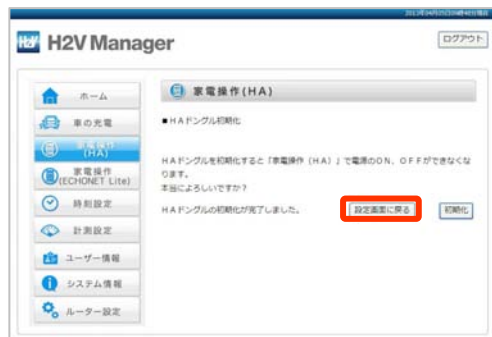 H2V Manager
ログアウト
ホーム
車の充電
家電操作
(HA)
家電操作
(ECHONET Lite)
時刻設定
計測設定
ユーザー情報
システム情報
ルーター設定
家電操作(HA)
■HAドングル初期化
HAドングルを初期化すると「家電操作（HA）」で電源のON、OFFができなくな
ります。
本当によろしいですか？
HAドングルの初期化が完了しました。
設定画面に戻る
初期化